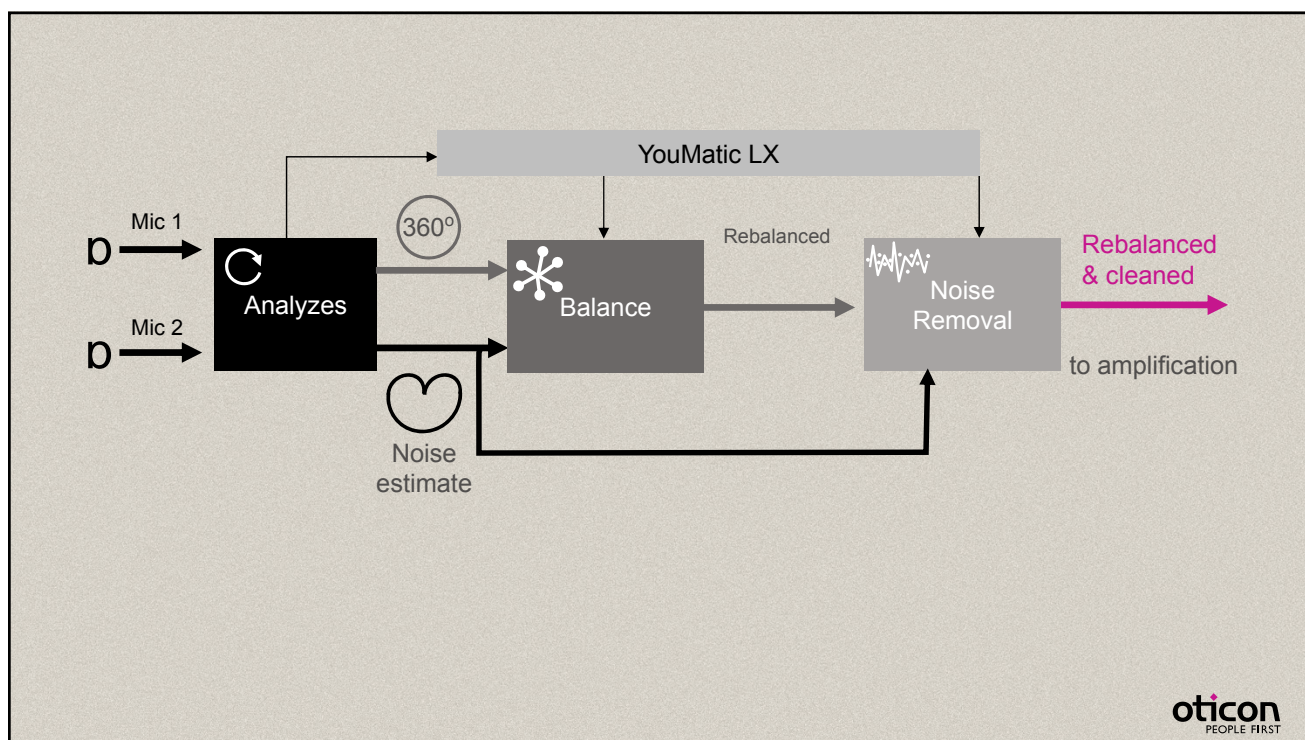 YouMatic LX
Mic 1
360º
Rebalanced
Rebalanced
& cleaned
Analyzes
Balance
Noise
Removal
Mic 2
to amplification
Noise
estimate
oticon
PEOPLE FIRST